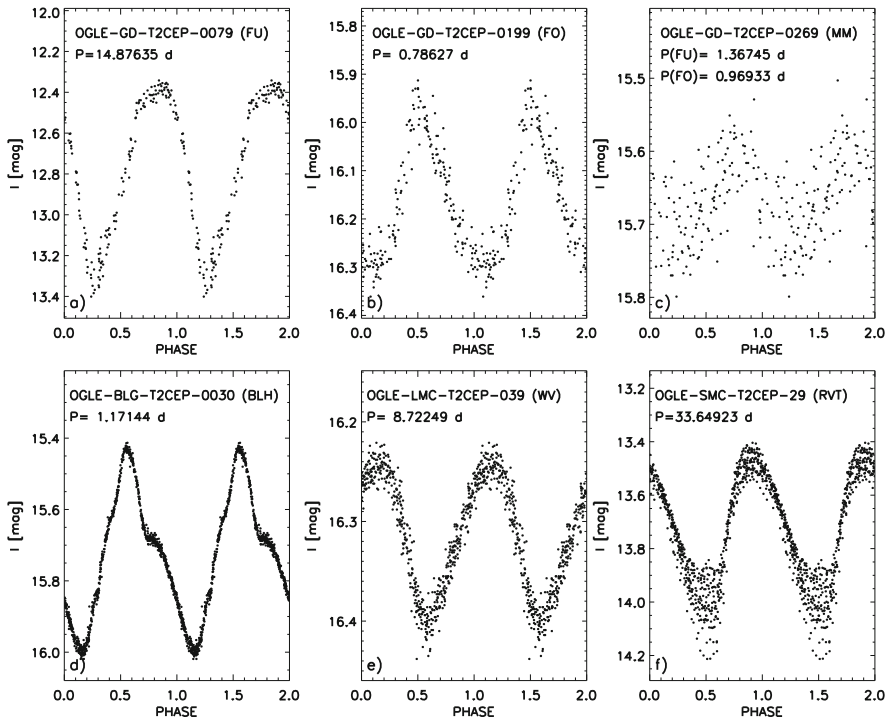 OGLE-GD-T2CEP-0079 (FU)
P=14.87635 d
I [mag]
12.0
12.2
12.4
12.6
12.8
13.0
13.2
13.4
a)
0.0 0.5 1.0 1.5 2.0
PHASE
OGLE-GD-T2CEP-0199 (FO)
P= 0.78627 d
I [mag]
15.8
15.9
16.0
16.1
16.2
16.3
16.4
b)
0.0 0.5 1.0 1.5 2.0
PHASE
OGLE-GD-T2CEP-0269 (MM)
P(FU)= 1.36745 d
P(FO)= 0.96933 d
I [mag]
15.5
15.6
15.7
15.8
c)
0.0 0.5 1.0 1.5 2.0
PHASE
OGLE-BLG-T2CEP-0030 (BLH)
P= 1.17144 d
I [mag]
15.4
15.6
15.8
16.0
d)
0.0 0.5 1.0 1.5 2.0
PHASE
OGLE-LMC-T2CEP-039 (WV)
P= 8.72249 d
I [mag]
16.2
16.3
16.4
e)
0.0 0.5 1.0 1.5 2.0
PHASE
OGLE-SMC-T2CEP-29 (RVT)
P=33.64923 d
I [mag]
13.2
13.4
13.6
13.8
14.0
14.2
f)
0.0 0.5 1.0 1.5 2.0
PHASE